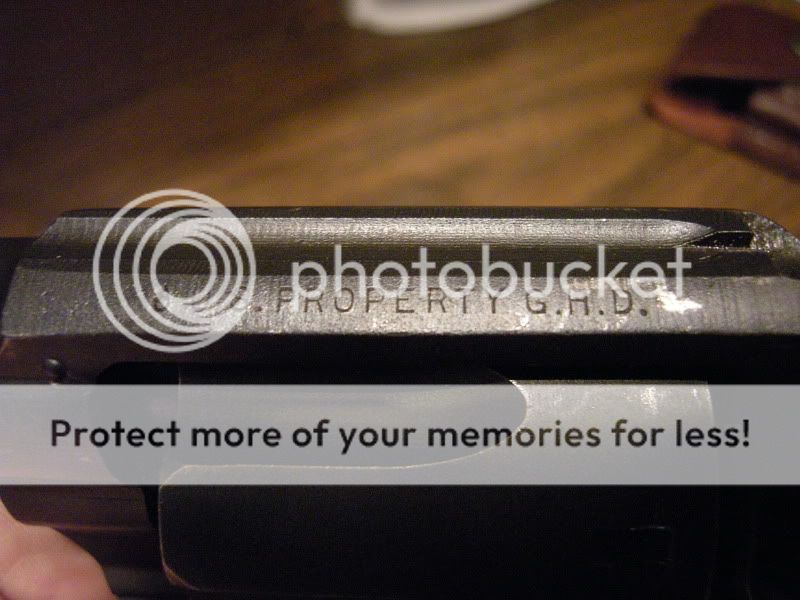 photobucket
PROPERTY G.H.D.
Protect more of your memories for less!